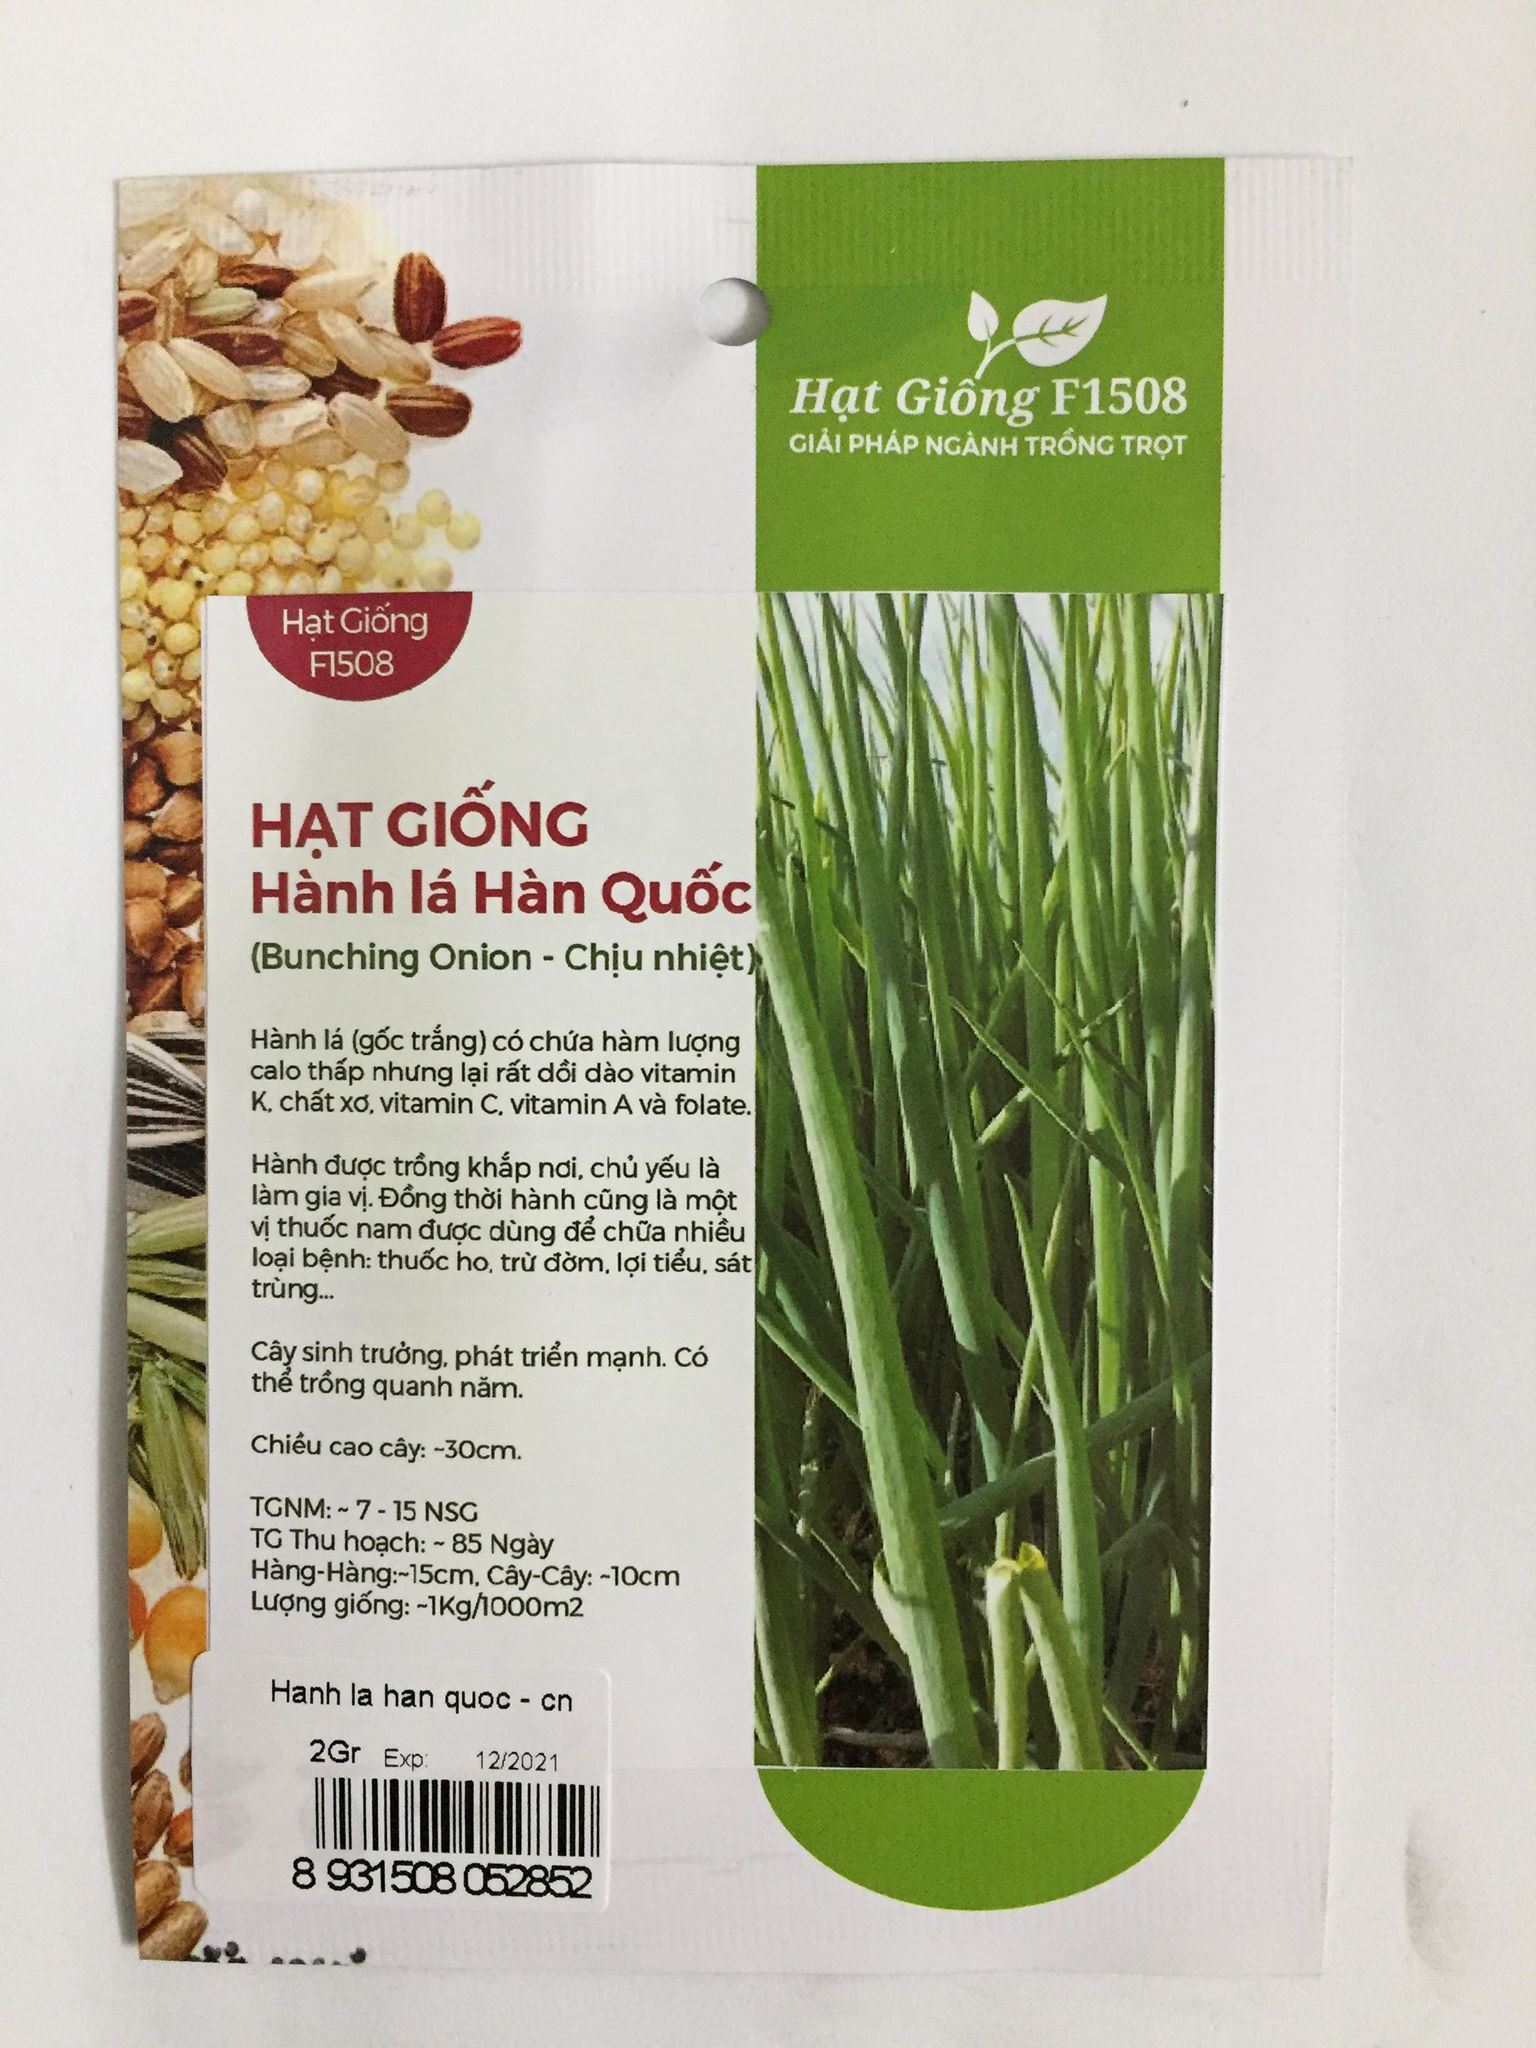 Hạt Giống F1508
GIẢI PHÁP NGÀNH TRỒNG TRỌT
Hạt Giống
F1508
HẠT GIỐNG
Hành lá Hàn Quốc
(Bunching Onion - Chịu nhiệt)
Hành lá (gốc trắng) có chứa hàm lượng
calo thấp nhưng lại rất dồi dào vitamin
K, chất xơ, vitamin C, vitamin A và folate.
Hành được trồng khắp nơi, chủ yếu là
làm gia vị. Đồng thời hành cũng là một
vị thuốc nam được dùng để chữa nhiều
loại bệnh: thuốc ho, trừ đờm, lợi tiểu, sát
trùng...
Cây sinh trưởng, phát triển mạnh. Có
thể trồng quanh năm.
Chiều cao cây: ~30cm.
TGNM: ~ 7 - 15 NSG
TG Thu hoạch: ~ 85 Ngày
Hàng-Hàng:~15cm, Cây-Cây: ~10cm
Lượng giống: ~1Kg/1000m2
Hanh la han quoc - cn
2Gr Exp: 12/2021
8 931508 052852